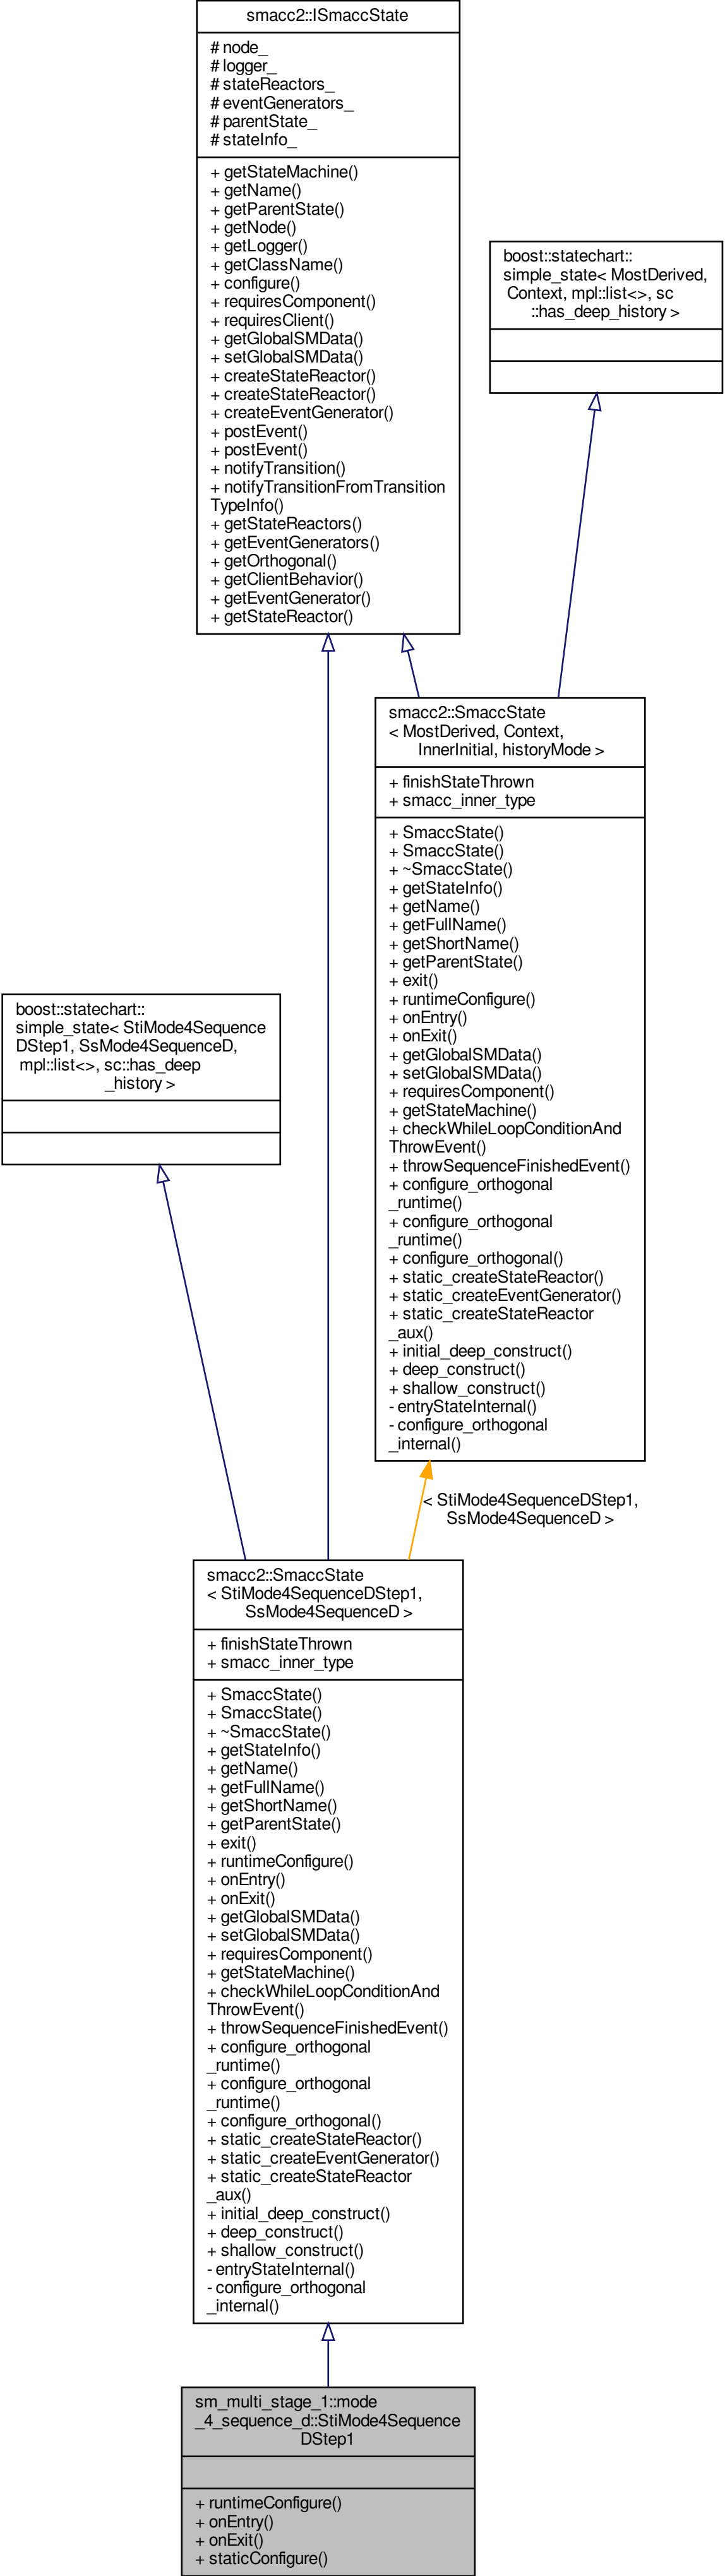 smacc2::ISmaccState
# node_
# logger_
# stateReactors_
# eventGenerators_
# parentState_
# stateInfo_
+ getStateMachine()
+ getName()
+ getParentState()
+ getNode()
+ getLogger()
+ getClassName()
+ configure()
+ requiresComponent()
+ requiresClient()
+ getGlobalSMData()
+ setGlobalSMData()
+ createStateReactor()
+ createStateReactor()
+ createEventGenerator()
+ postEvent()
+ postEvent()
+ notifyTransition()
+ notifyTransitionFromTransition
TypeInfo()
+ getStateReactors()
+ getEventGenerators()
+ getOrthogonal()
+ getClientBehavior()
+ getEventGenerator()
+ getStateReactor()
boost::statechart::
simple_state< MostDerived,
Context, mpl::list<>, sc
::has_deep_history >
smacc2::SmaccState
< MostDerived, Context,
InnerInitial, historyMode >
+ finishStateThrown
+ smacc_inner_type
+ SmaccState()
+ SmaccState()
+ ~SmaccState()
+ getStateInfo()
+ getName()
+ getFullName()
+ getShortName()
+ getParentState()
+ exit()
+ runtimeConfigure()
+ onEntry()
+ onExit()
+ getGlobalSMData()
+ setGlobalSMData()
+ requiresComponent()
+ getStateMachine()
+ checkWhileLoopConditionAnd
ThrowEvent()
+ throwSequenceFinishedEvent()
+ configure_orthogonal
_runtime()
+ configure_orthogonal
_runtime()
+ configure_orthogonal()
+ static_createStateReactor()
+ static_createEventGenerator()
+ static_createStateReactor
_aux()
+ initial_deep_construct()
+ deep_construct()
+ shallow_construct()
- entryStateInternal()
- configure_orthogonal
_internal()
boost::statechart::
simple_state< StiMode4Sequence
DStep1, SsMode4SequenceD,
mpl::list<>, sc::has_deep
_history >
< StiMode4SequenceDStep1,
SsMode4SequenceD >
smacc2::SmaccState
< StiMode4SequenceDStep1,
SsMode4SequenceD >
+ finishStateThrown
+ smacc_inner_type
+ SmaccState()
+ SmaccState()
+ ~SmaccState()
+ getStateInfo()
+ getName()
+ getFullName()
+ getShortName()
+ getParentState()
+ exit()
+ runtimeConfigure()
+ onEntry()
+ onExit()
+ getGlobalSMData()
+ setGlobalSMData()
+ requiresComponent()
+ getStateMachine()
+ checkWhileLoopConditionAnd
ThrowEvent()
+ throwSequenceFinishedEvent()
+ configure_orthogonal
_runtime()
+ configure_orthogonal
_runtime()
+ configure_orthogonal()
+ static_createStateReactor()
+ static_createEventGenerator()
+ static_createStateReactor
_aux()
+ initial_deep_construct()
+ deep_construct()
+ shallow_construct()
- entryStateInternal()
- configure_orthogonal
_internal()
sm_multi_stage_1::mode
_4_sequence_d::StiMode4Sequence
DStep1
+ runtimeConfigure()
+ onEntry()
+ onExit()
+ staticConfigure()